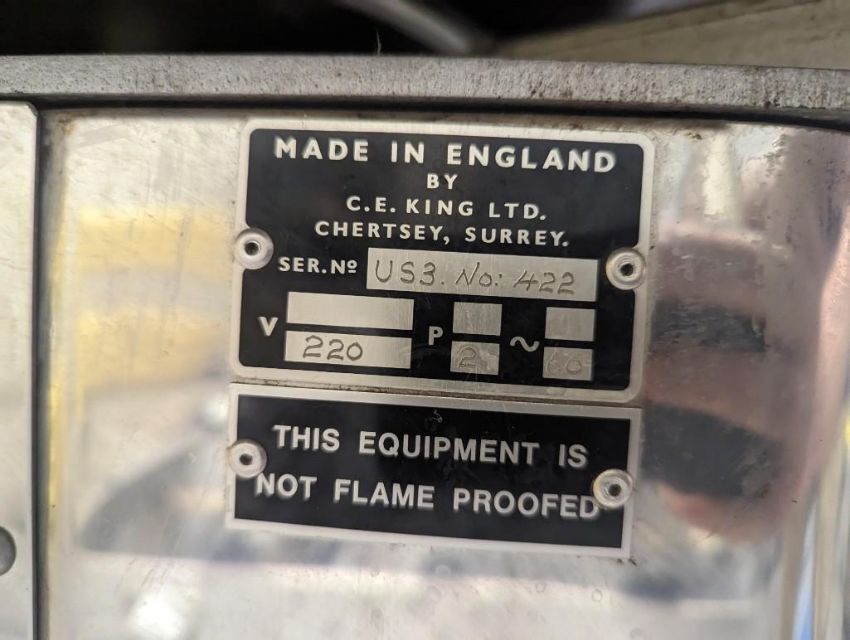 MADE IN ENGLAND
BY
C.E. KING LTD.
CHERTSEY, SURREY.
SER. Nº US3. No: 422
V 220 P 2 ~ 60
THIS EQUIPMENT IS
NOT FLAME PROOFED